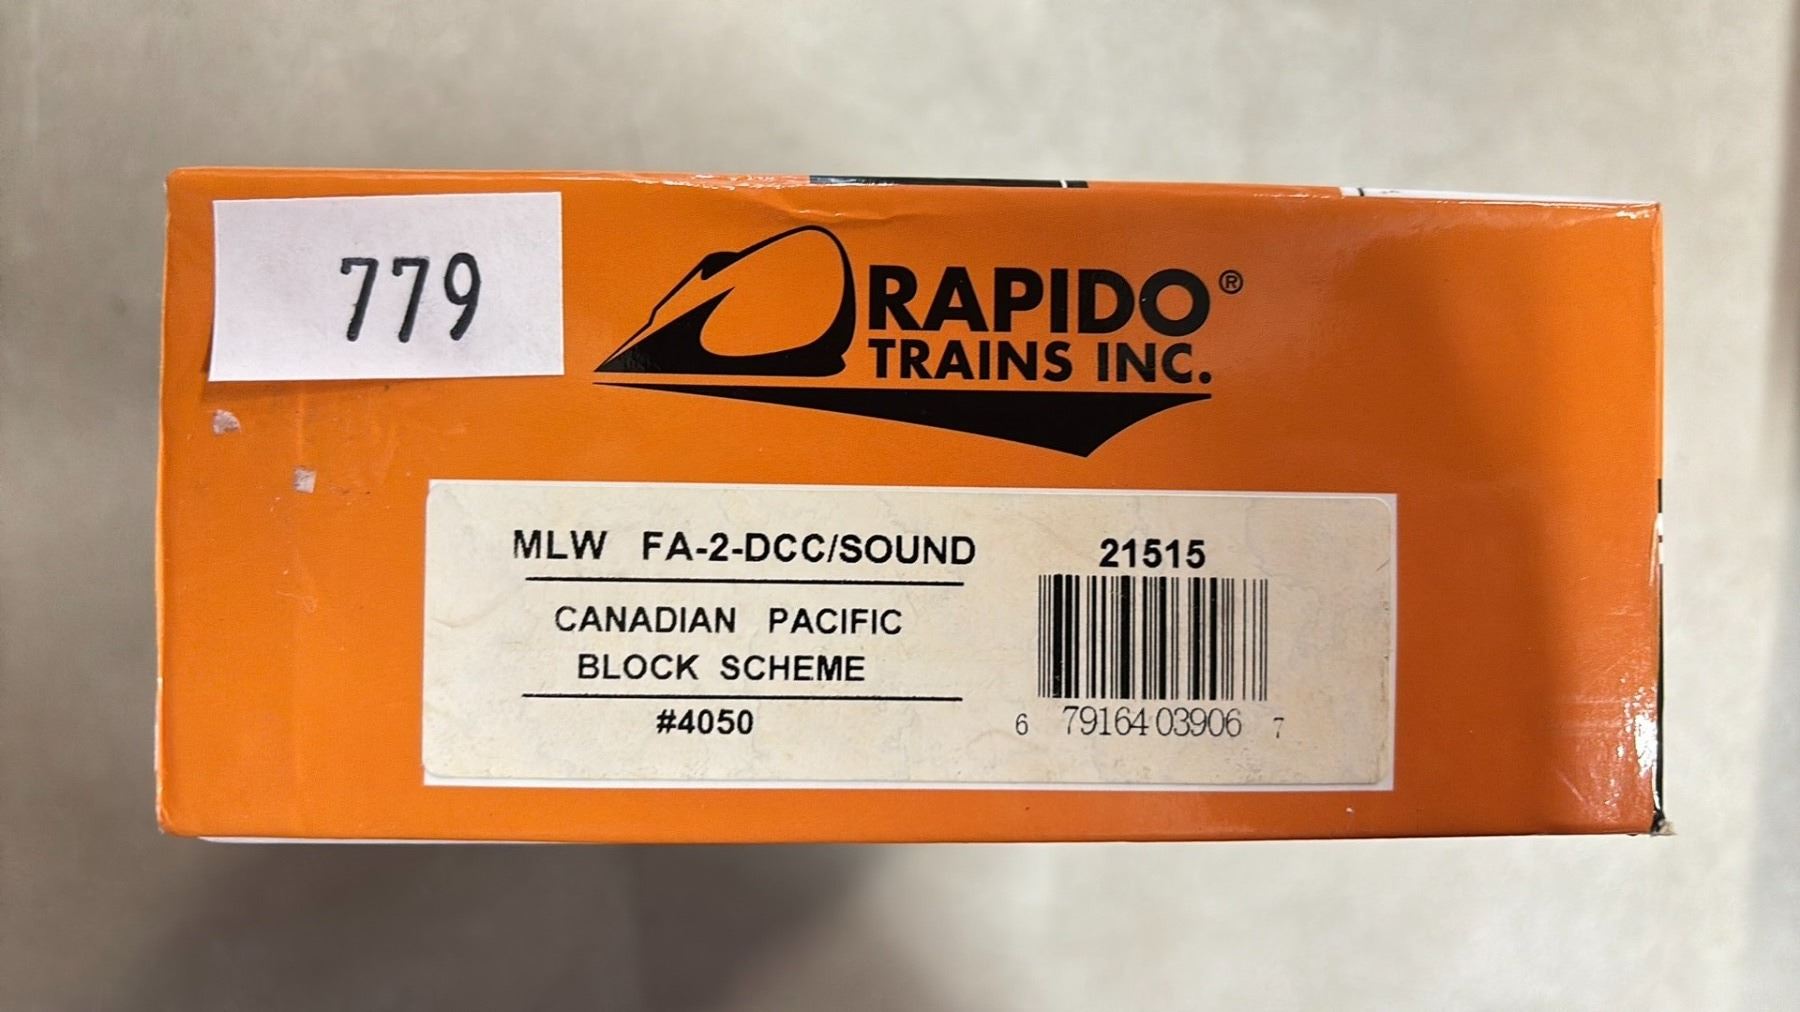 779
RAPIDO®
TRAINS INC.
MLW FA-2-DCC/SOUND
CANADIAN PACIFIC
BLOCK SCHEME
#4050
21515
6 79164 03906 7